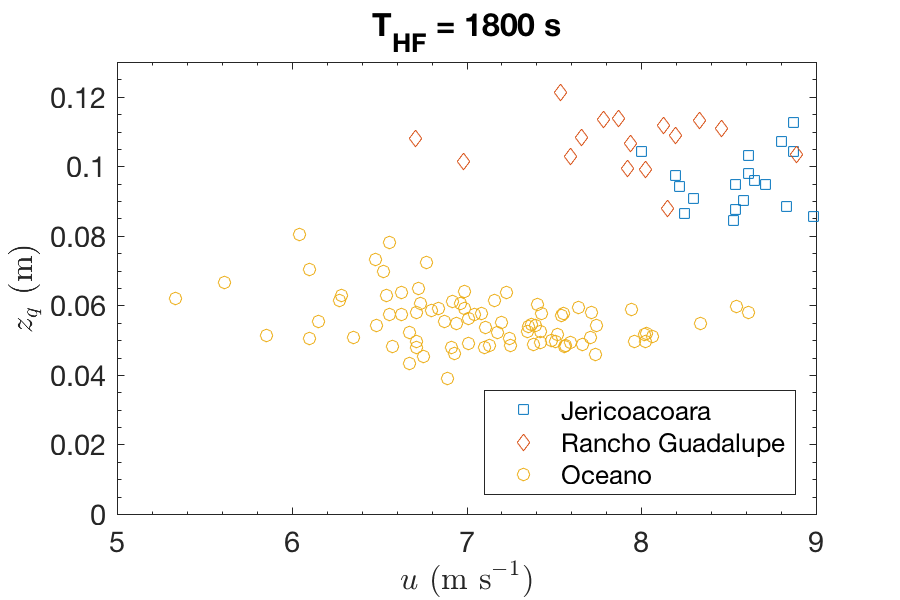 T_HF = 1800 s
z_q (m)
0.12
0.1
0.08
0.06
0.04
0.02
0
Jericoacoara
Rancho Guadalupe
Oceano
5 6 7 8 9
u (m s⁻¹)